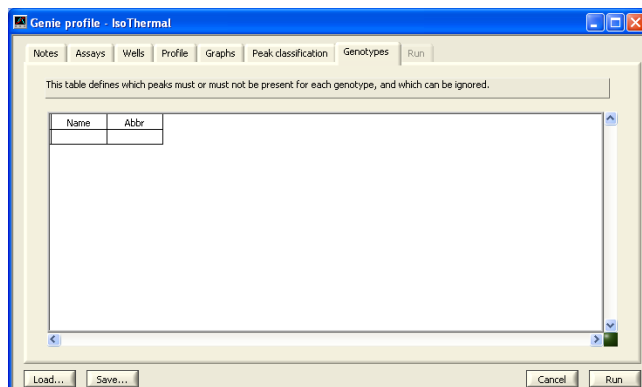 Genie profile - IsoThermal
Notes Assays Wells Profile Graphs Peak classification Genotypes Run
This table defines which peaks must or must not be present for each genotype, and which can be ignored.
Name Abbr
Load... Save... Cancel Run